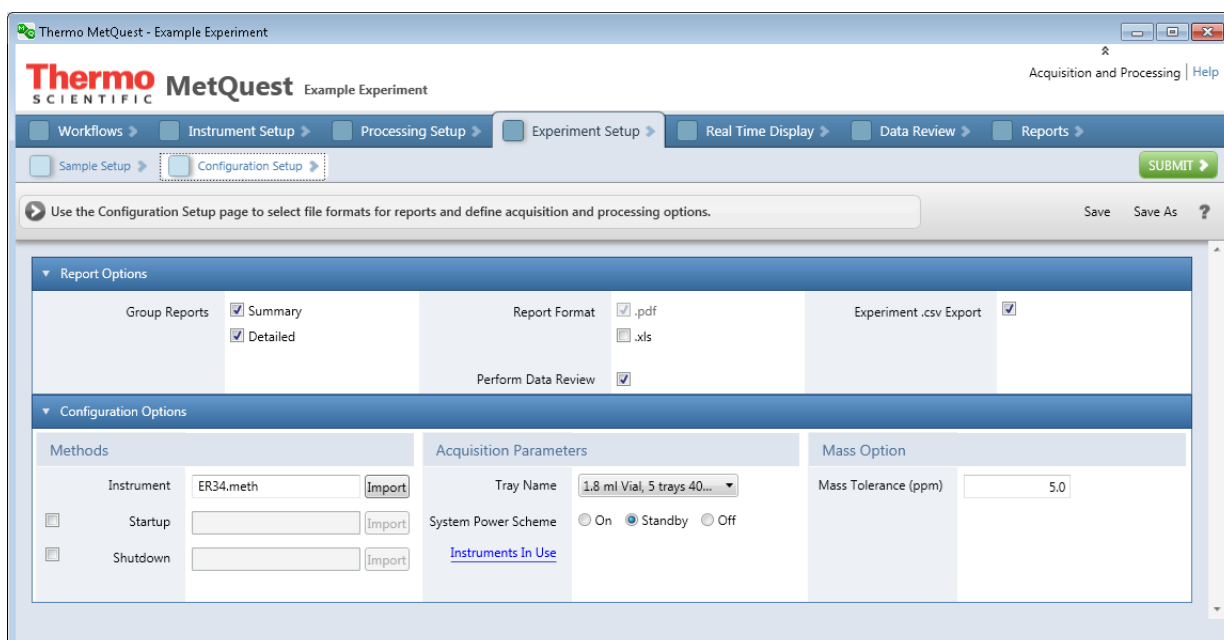 Thermo MetQuest - Example Experiment
Thermo SCIENTIFIC MetQuest Example Experiment
Acquisition and Processing | Help
Workflows Instrument Setup Processing Setup Experiment Setup Real Time Display Data Review Reports
Sample Setup Configuration Setup SUBMIT
Use the Configuration Setup page to select file formats for reports and define acquisition and processing options. Save Save As ?
Report Options
Group Reports Summary Report Format .pdf Experiment .csv Export
Detailed .xls
Perform Data Review
Configuration Options
Methods Acquisition Parameters Mass Option
Instrument ER34.meth Import Tray Name 1.8 ml Vial, 5 trays 40... Mass Tolerance (ppm) 5.0
Startup Import System Power Scheme On Standby Off
Shutdown Import Instruments In Use